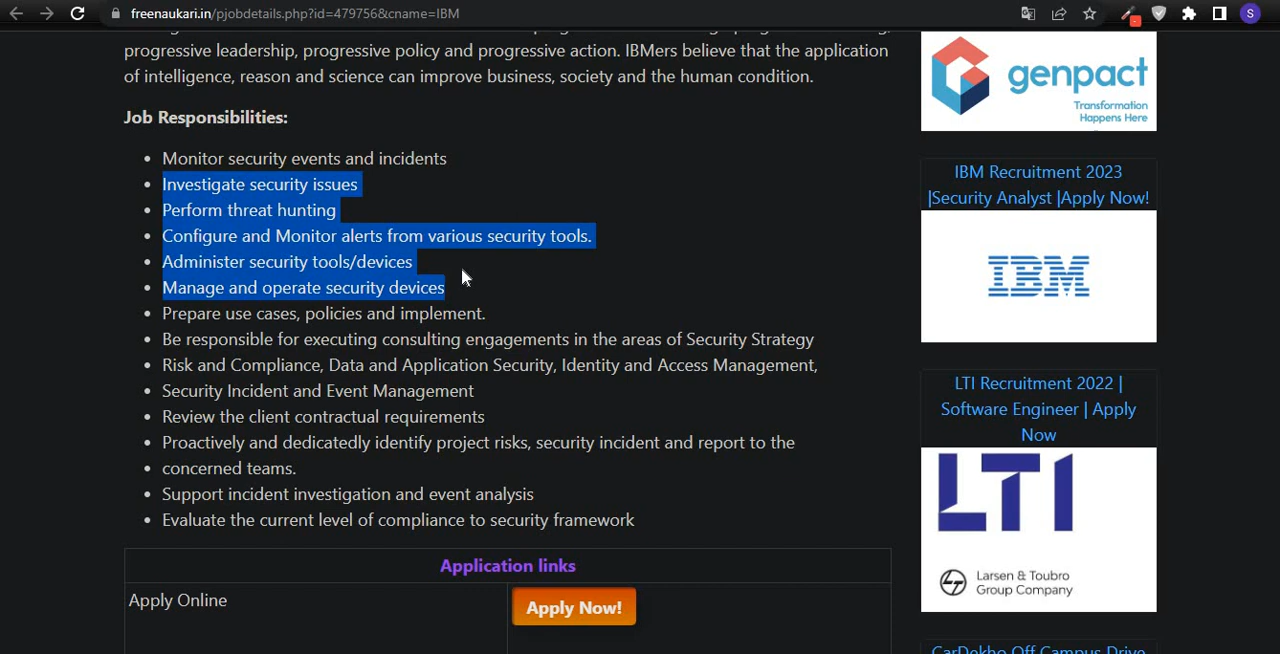 freenaukari.in/pjobdetails.php?id=479756&cname=IBM
S
progressive leadership, progressive policy and progressive action. IBMers believe that the application
of intelligence, reason and science can improve business, society and the human condition.
Job Responsibilities:
Monitor security events and incidents
Investigate security issues
Perform threat hunting
Configure and Monitor alerts from various security tools.
Administer security tools/devices
Manage and operate security devices
Prepare use cases, policies and implement.
Be responsible for executing consulting engagements in the areas of Security Strategy
Risk and Compliance, Data and Application Security, Identity and Access Management,
Security Incident and Event Management
Review the client contractual requirements
Proactively and dedicatedly identify project risks, security incident and report to the
concerned teams.
Support incident investigation and event analysis
Evaluate the current level of compliance to security framework
Application links
Apply Online
Apply Now!
genpact
Transformation
Happens Here
IBM Recruitment 2023
|Security Analyst |Apply Now!
IBM
LTI Recruitment 2022 |
Software Engineer | Apply
Now
LTI
Larsen & Toubro
Group Company
CarDekho Off Campus Drive